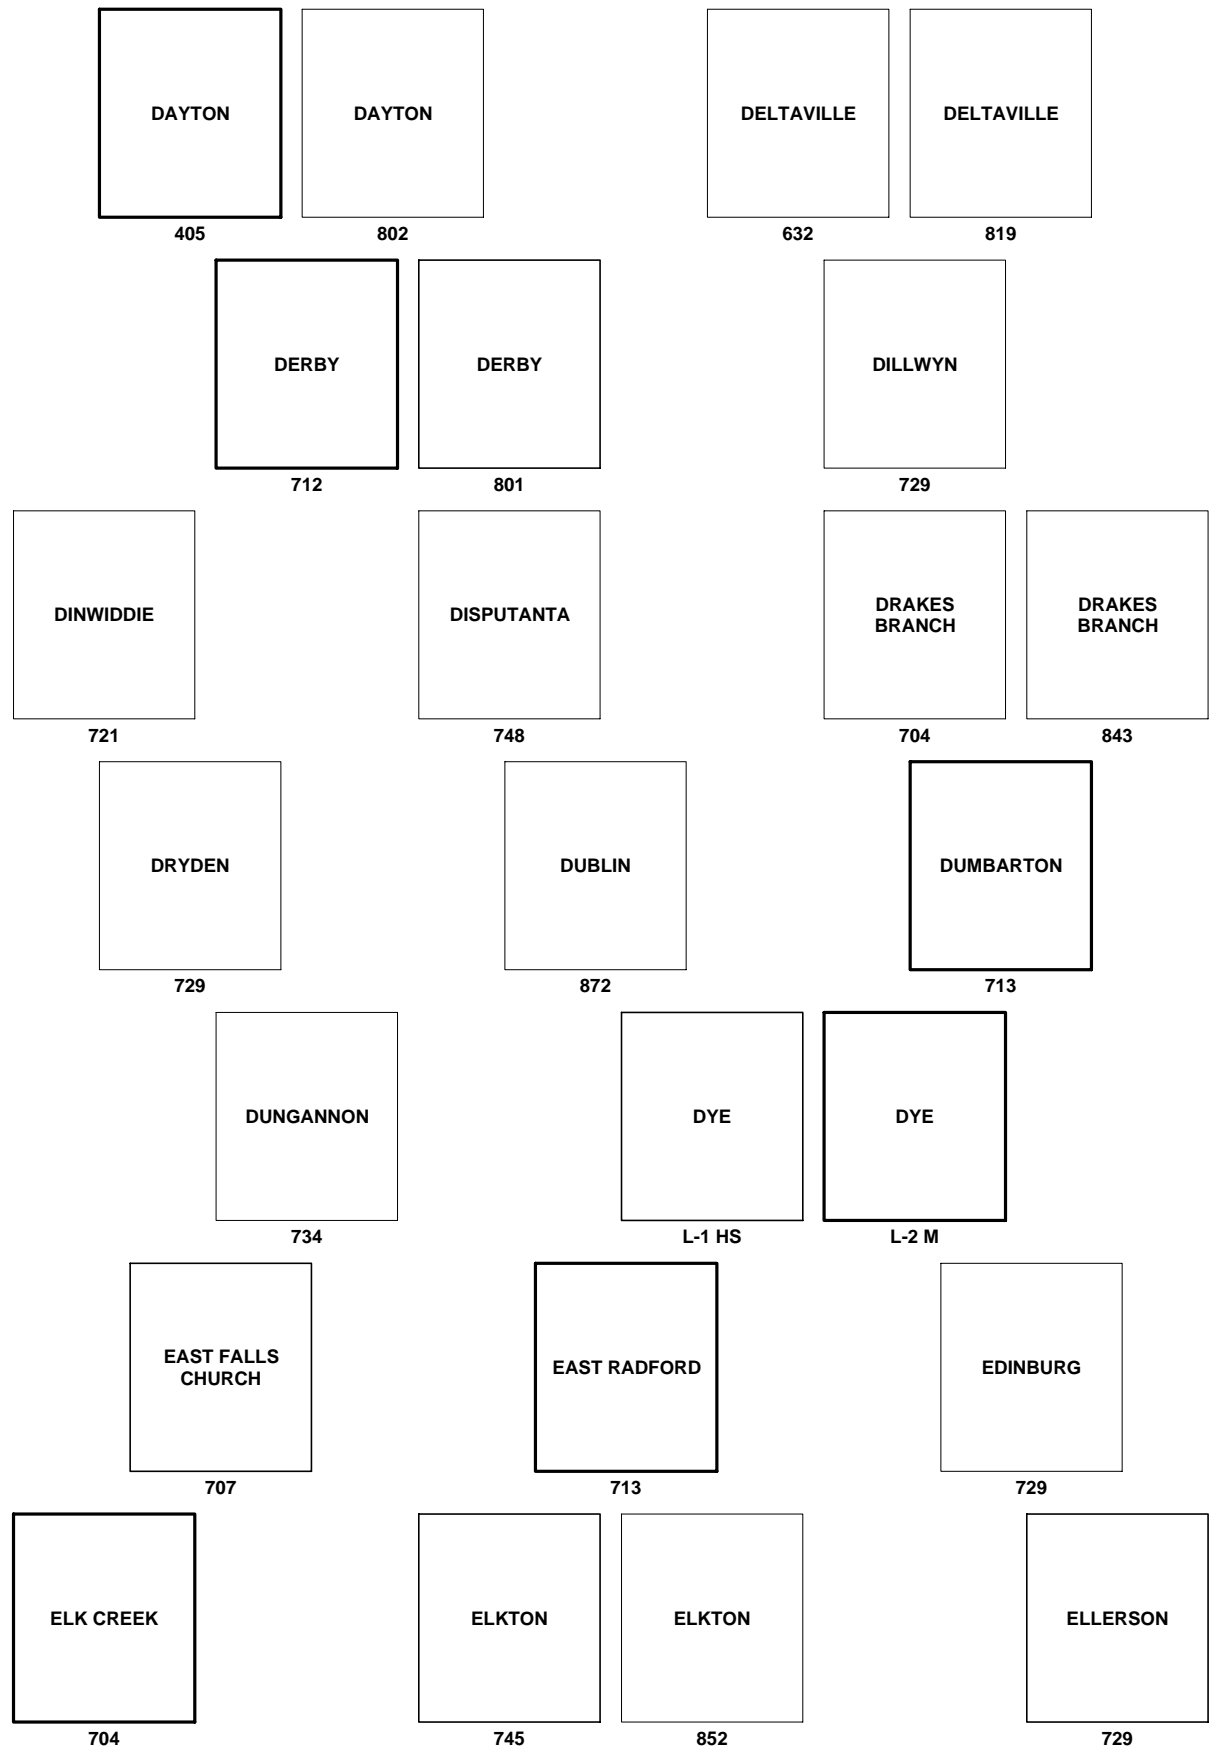 DAYTON
405
DAYTON
802
DELTAVILLE
632
DELTAVILLE
819
DERBY
712
DERBY
801
DILLWYN
729
DINWIDDIE
721
DISPUTANTA
748
DRAKES
BRANCH
704
DRAKES
BRANCH
843
DRYDEN
729
DUBLIN
872
DUMBARTON
713
DUNGANNON
734
DYE
L-1 HS
DYE
L-2 M
EAST FALLS
CHURCH
707
EAST RADFORD
713
EDINBURG
729
ELK CREEK
704
ELKTON
745
ELKTON
852
ELLERSON
729